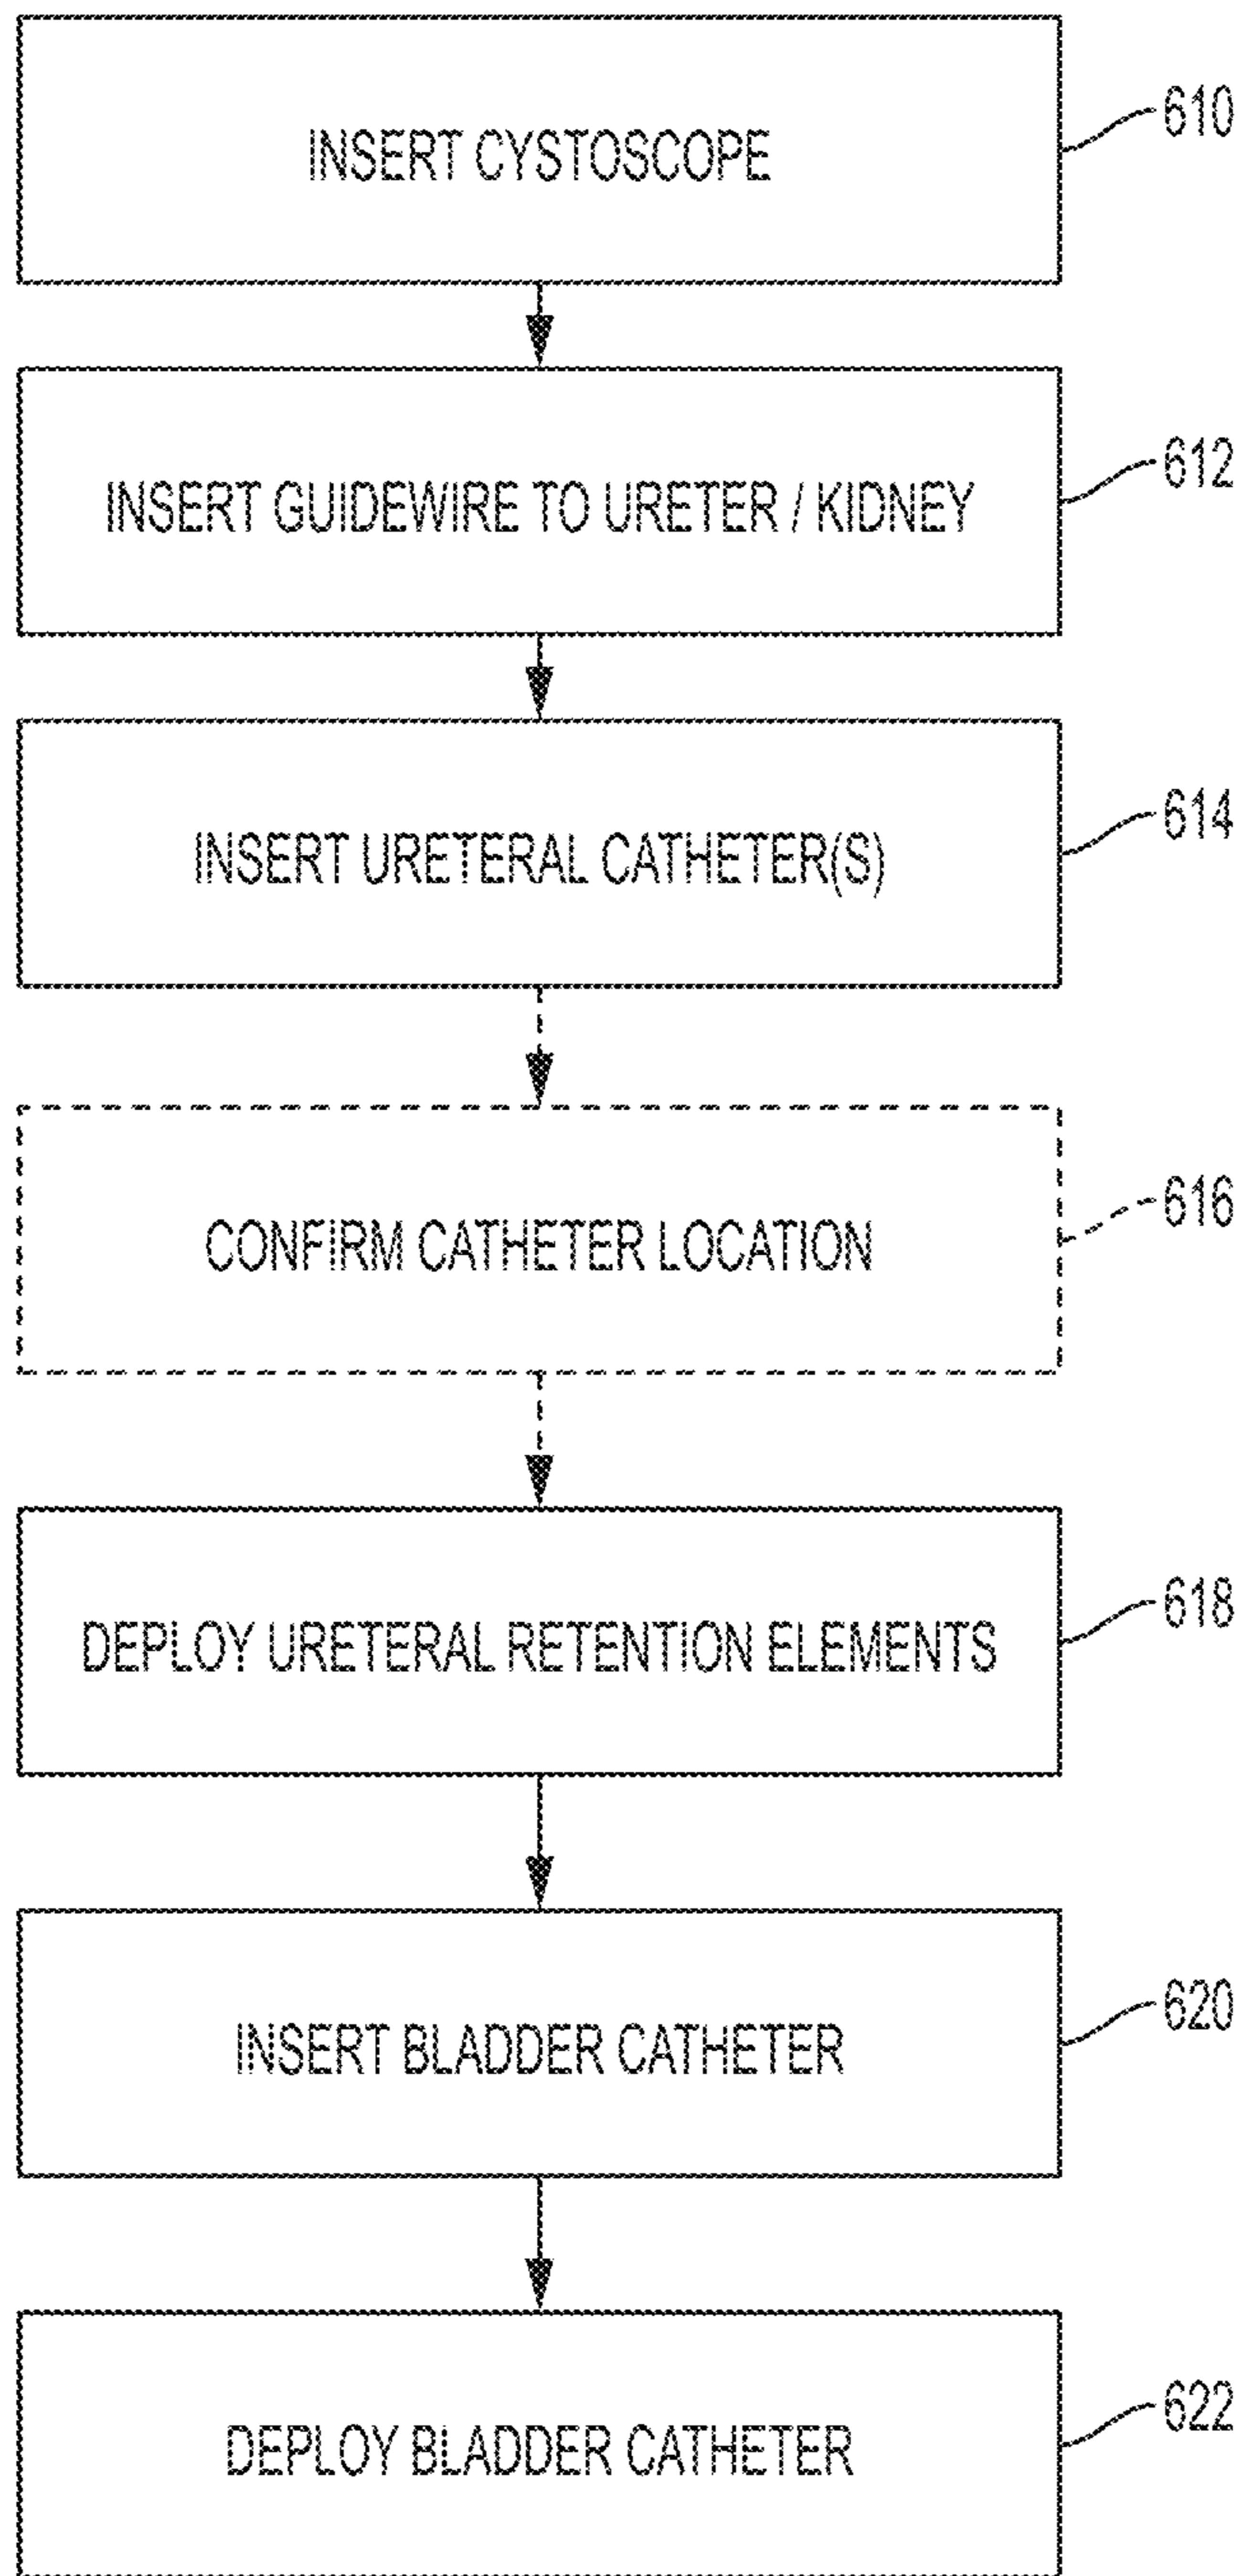 INSERT CYSTOSCOPE
610
INSERT GUIDEWIRE TO URETER / KIDNEY
612
INSERT URETERAL CATHETER(S)
614
CONFIRM CATHETER LOCATION
616
DEPLOY URETERAL RETENTION ELEMENTS
618
INSERT BLADDER CATHETER
620
DEPLOY BLADDER CATHETER
622